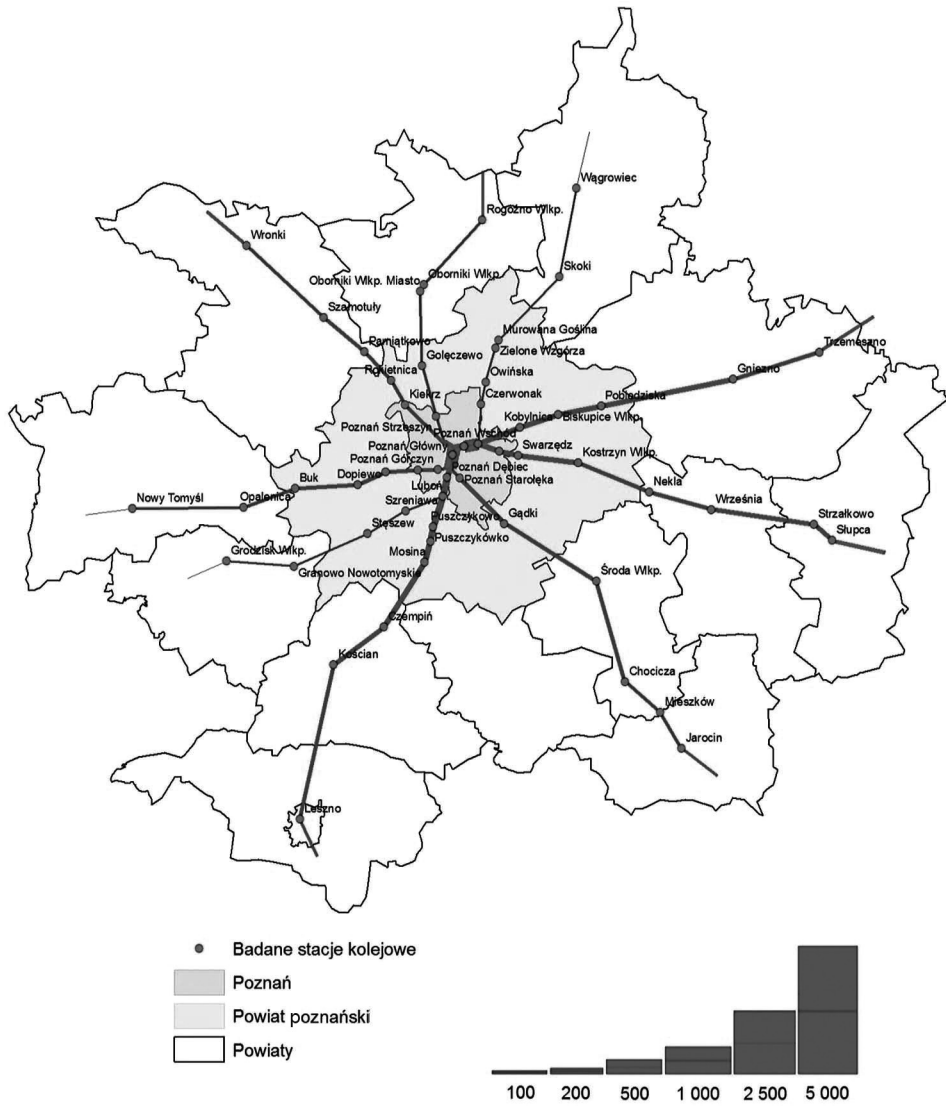 Wągrowiec
Rogoźno Wlkp.
Wronki
Skoki
Oborniki Wlkp.
Oborniki Wlkp. Miasto
Szamotuły
Murowana Goślina
Pamiątkowo
Zielone Wzgórza
Trzemeszno
Golęczewo
Rokietnica
Owińska
Gniezno
Kiekrz
Czerwonak
Pobiedziska
Kobylnica
Biskupice Wlkp.
Poznań Strzeszyn
Poznań Wschód
Poznań Główny
Swarzędz
Kostrzyn Wlkp.
Poznań Górczyn
Poznań Dębiec
Buk
Dopiewo
Poznań Starołęka
Luboń
Nekla
Nowy Tomyśl
Opalenica
Szreniawa
Września
Gądki
Puszczykowo
Strzałkowo
Stęszew
Słupca
Puszczykówko
Grodzisk Wlkp.
Mosina
Granowo Nowotomyskie
Środa Wlkp.
Czempiń
Kościan
Chocicza
Mieszków
Jarocin
Leszno
Badane stacje kolejowe
Poznań
Powiat poznański
Powiaty
100 200 500 1 000 2 500 5 000